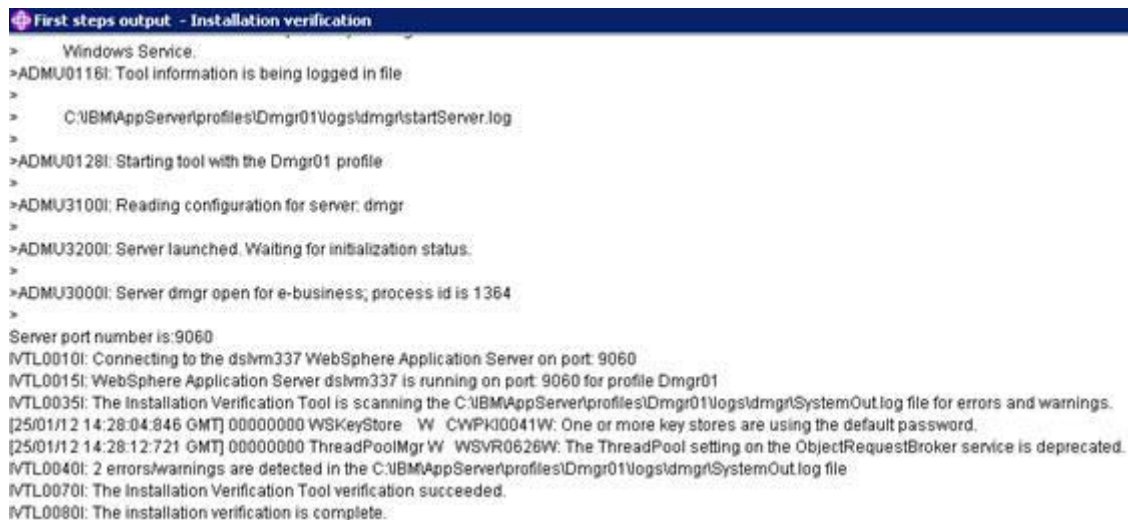 First steps output - Installation verification
> Windows Service.
>ADMU0116I: Tool information is being logged in file
>
> C:\IBM\AppServer\profiles\Dmgr01\logs\dmgr\startServer.log
>
>ADMU0128I: Starting tool with the Dmgr01 profile
>
>ADMU3100I: Reading configuration for server: dmgr
>
>ADMU3200I: Server launched. Waiting for initialization status.
>
>ADMU3000I: Server dmgr open for e-business; process id is 1364
>
Server port number is:9060
IVTL0010I: Connecting to the dslvm337 WebSphere Application Server on port: 9060
IVTL0015I: WebSphere Application Server dslvm337 is running on port: 9060 for profile Dmgr01
IVTL0035I: The Installation Verification Tool is scanning the C:\IBM\AppServer\profiles\Dmgr01\logs\dmgr\SystemOut.log file for errors and warnings.
[25/01/12 14:28:04:846 GMT] 00000000 WSKeyStore W CWPKI0041W: One or more key stores are using the default password.
[25/01/12 14:28:12:721 GMT] 00000000 ThreadPoolMgr W WSVR0626W: The ThreadPool setting on the ObjectRequestBroker service is deprecated.
IVTL0040I: 2 errors/warnings are detected in the C:\IBM\AppServer\profiles\Dmgr01\logs\dmgr\SystemOut.log file
IVTL0070I: The Installation Verification Tool verification succeeded.
IVTL0080I: The installation verification is complete.